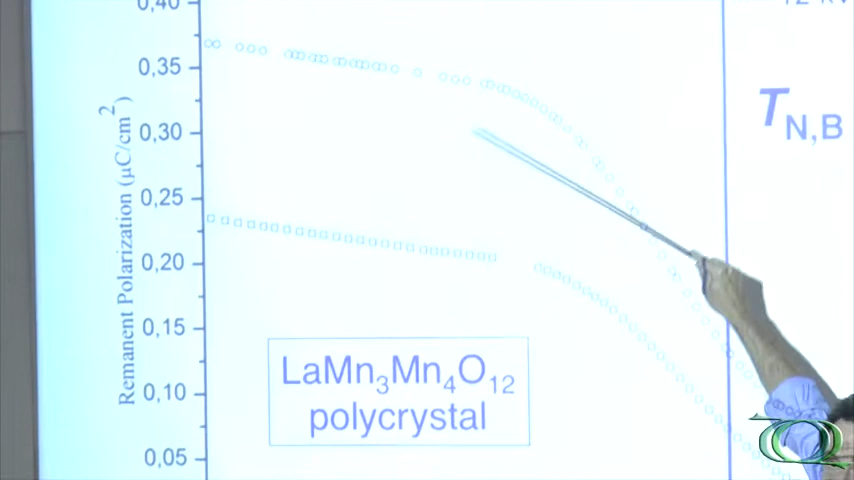 0,40
0,35
0,30
0,25
0,20
0,15
0,10
0,05
Remanent Polarization (μC/cm²)
T N,B
LaMn₃Mn₄O₁₂
polycrystal